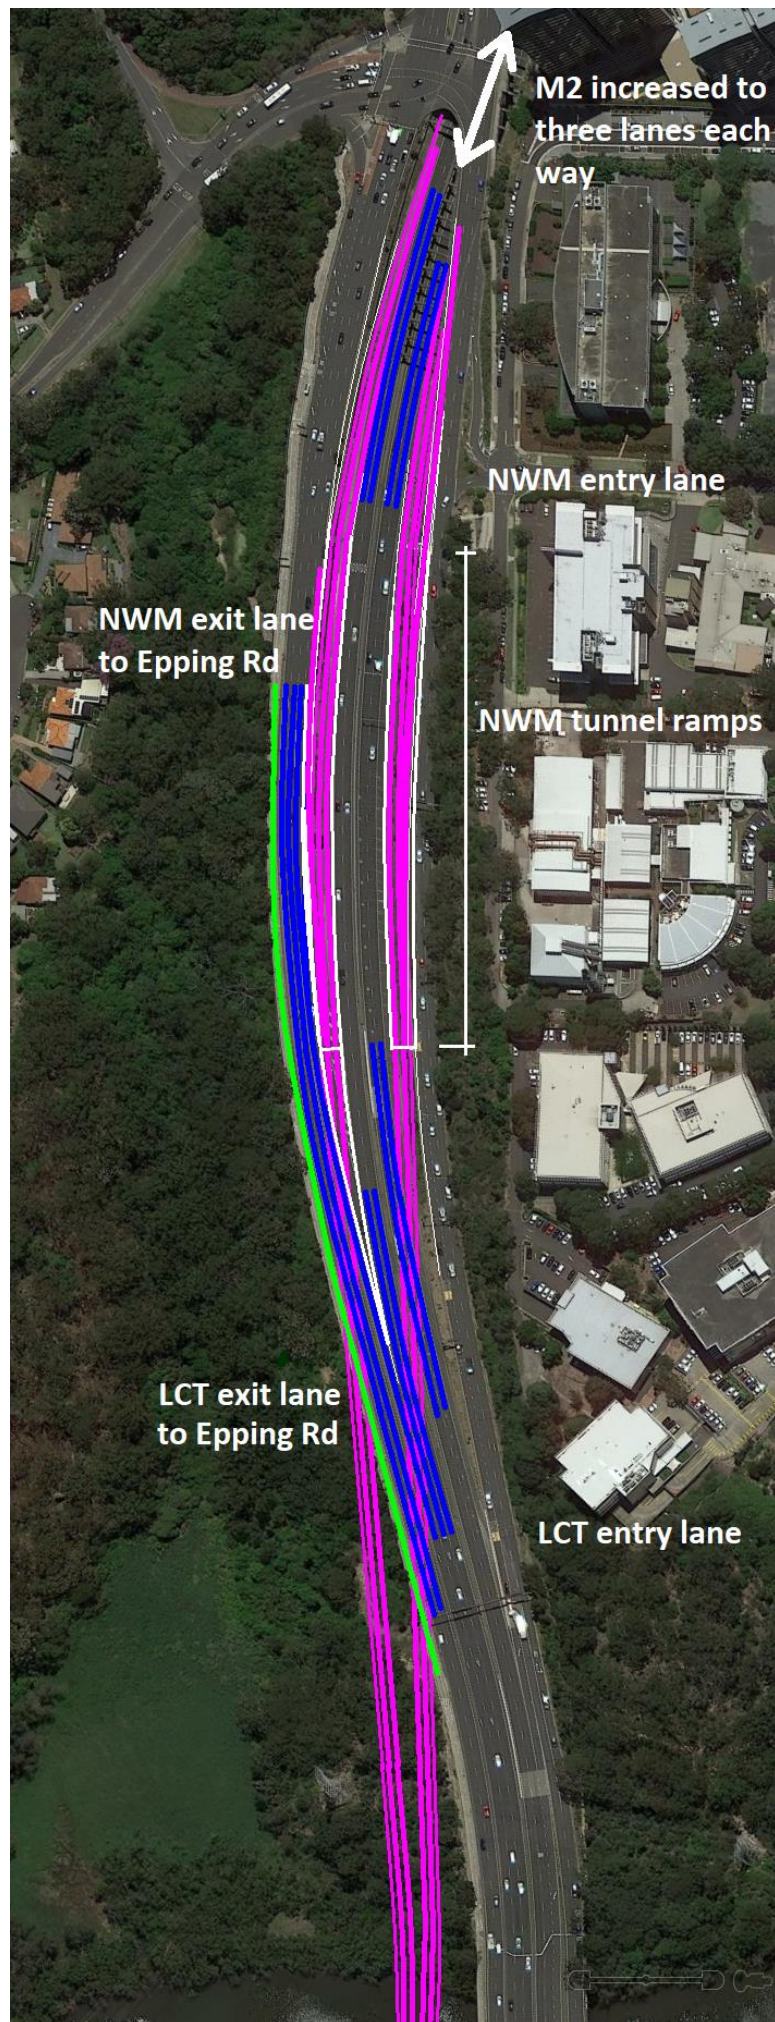 M2 increased to
three lanes each
way
NWM entry lane
NWM exit lane
to Epping Rd
NWM tunnel ramps
LCT exit lane
to Epping Rd
LCT entry lane